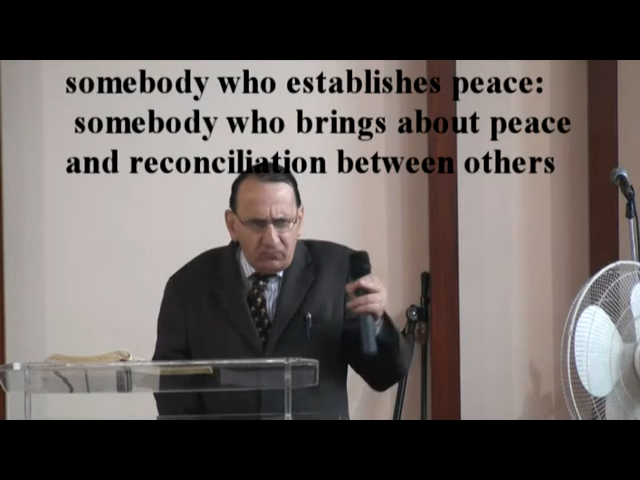 somebody who establishes peace:
somebody who brings about peace
and reconciliation between others